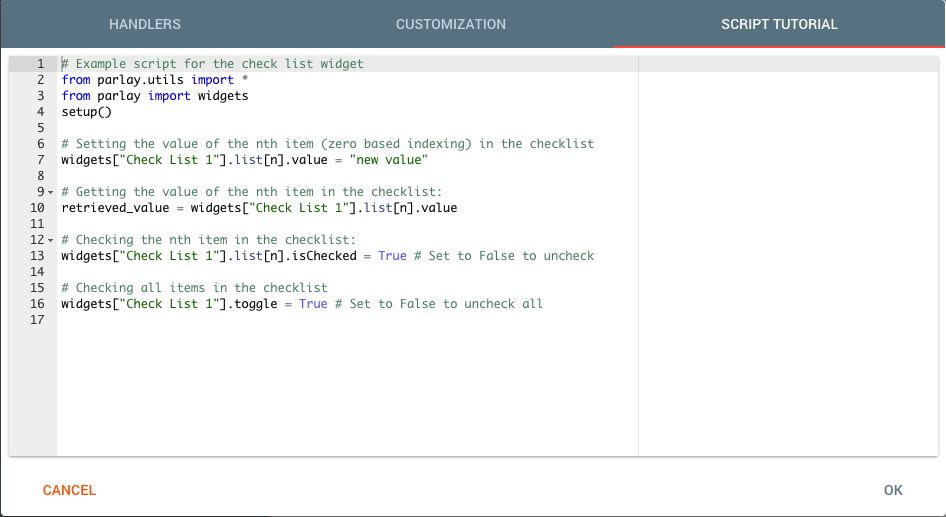 HANDLERS CUSTOMIZATION SCRIPT TUTORIAL
1 # Example script for the check list widget
2 from parlay.utils import *
3 from parlay import widgets
4 setup()
5
6 # Setting the value of the nth item (zero based indexing) in the checklist
7 widgets["Check List 1"].list[n].value = "new value"
8
9 # Getting the value of the nth item in the checklist:
10 retrieved_value = widgets["Check List 1"].list[n].value
11
12 # Checking the nth item in the checklist:
13 widgets["Check List 1"].list[n].isChecked = True # Set to False to uncheck
14
15 # Checking all items in the checklist
16 widgets["Check List 1"].toggle = True # Set to False to uncheck all
17
CANCEL OK